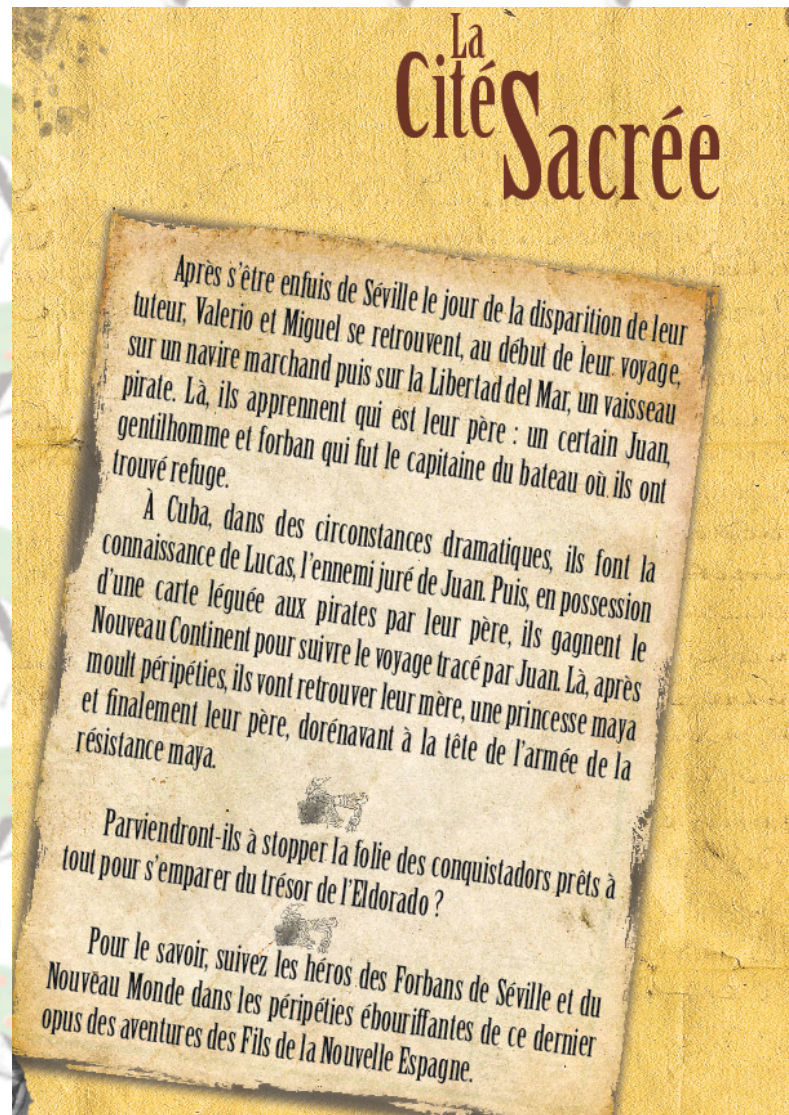 La
Cité
Sacrée
Après s'être enfuis de Séville le jour de la disparition de leur
tuteur, Valerio et Miguel se retrouvent, au début de leur voyage,
sur un navire marchand puis sur la Libertad del Mar, un vaisseau
pirate. Là, ils apprennent qui est leur père : un certain Juan,
gentilhomme et forban qui fut le capitaine du bateau où ils ont
trouvé refuge.
À Cuba, dans des circonstances dramatiques, ils font la
connaissance de Lucas, l'ennemi juré de Juan. Puis, en possession
d'une carte léguée aux pirates par leur père, ils gagnent le
Nouveau Continent pour suivre le voyage tracé par Juan. Là, après
moult péripéties, ils vont retrouver leur mère, une princesse maya
et finalement leur père, dorénavant à la tête de l'armée de la
résistance maya.
Parviendront-ils à stopper la folie des conquistadors prêts à
tout pour s'emparer du trésor de l'Eldorado ?
Pour le savoir, suivez les héros des Forbans de Séville et du
Nouveau Monde dans les péripéties ébouriffantes de ce dernier
opus des aventures des Fils de la Nouvelle Espagne.